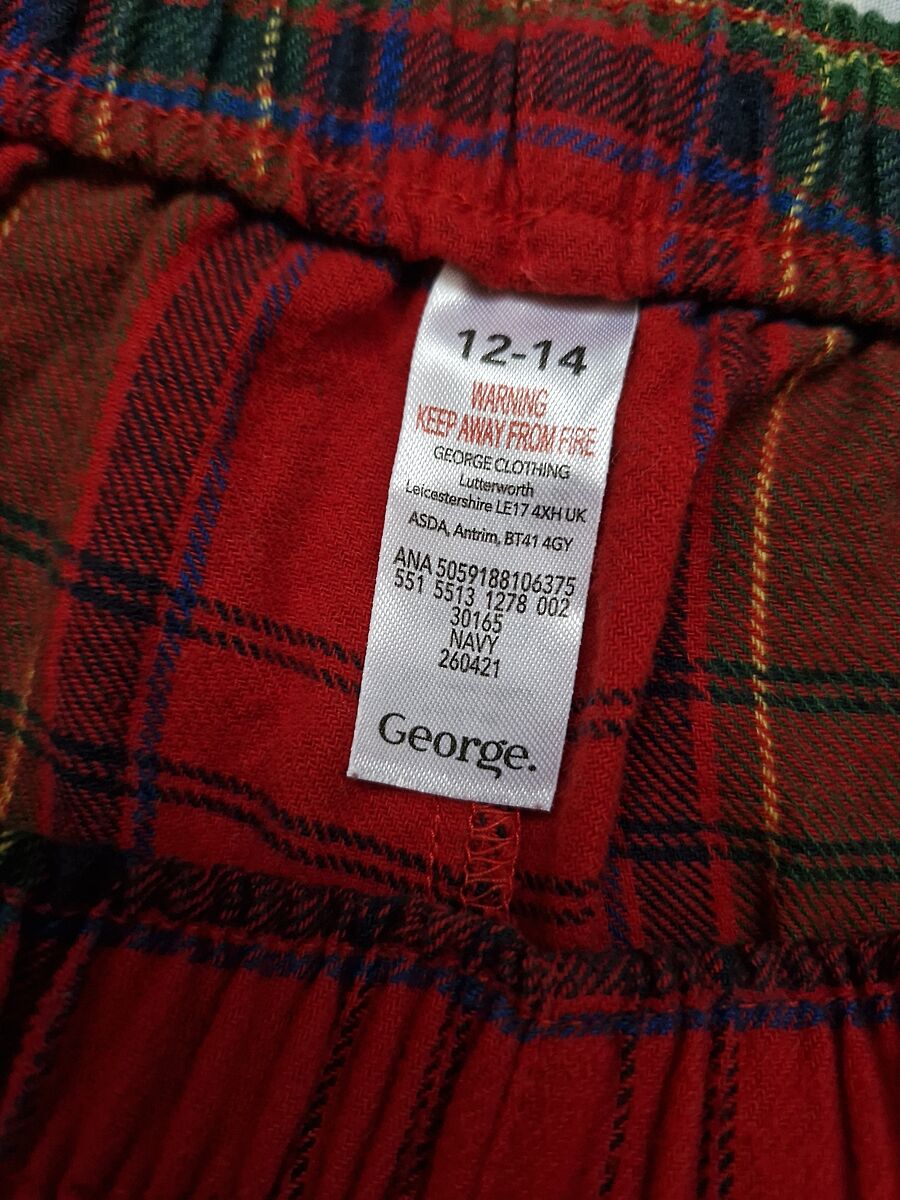 12-14
WARNING
KEEP AWAY FROM FIRE
GEORGE CLOTHING
Lutterworth
Leicestershire LE17 4XH UK
ASDA, Antrim, BT41 4GY
ANA 5059188106375
551 5513 1278 002
30165
NAVY
260421
George.